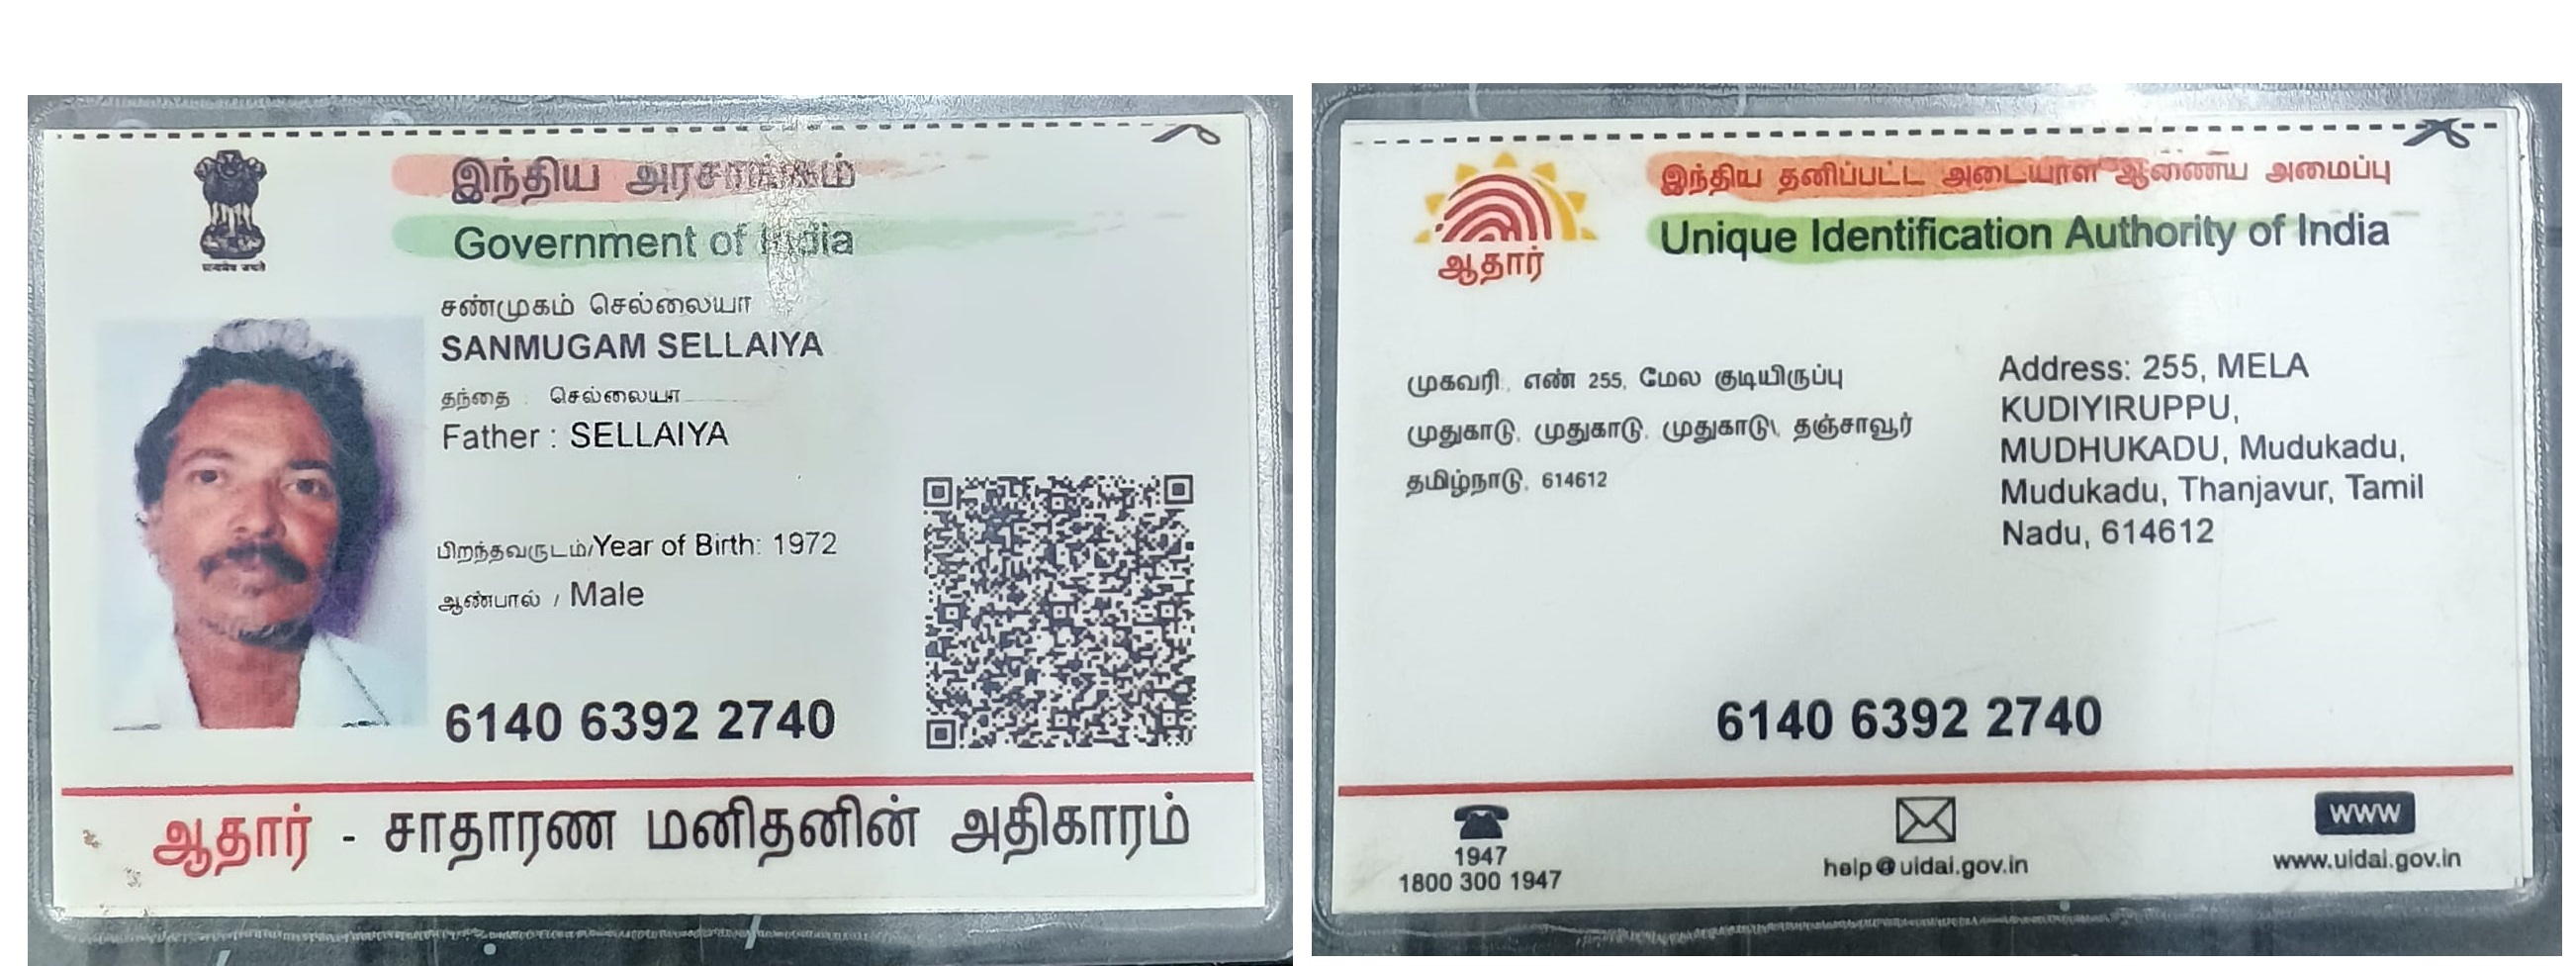 இந்திய அரசாங்கம்
Government of India
சண்முகம் செல்லையா
SANMUGAM SELLAIYA
தந்தை : செல்லையா
Father : SELLAIYA
பிறந்தவருடம்/Year of Birth: 1972
ஆண்பால் / Male
6140 6392 2740
ஆதார் - சாதாரண மனிதனின் அதிகாரம்
ஆதார்
இந்திய தனிப்பட்ட அடையாள ஆணைய அமைப்பு
Unique Identification Authority of India
முகவரி, எண் 255, மேல குடியிருப்பு
முதுகாடு, முதுகாடு, முதுகாடு, தஞ்சாவூர்
தமிழ்நாடு, 614612
Address: 255, MELA
KUDIYIRUPPU,
MUDHUKADU, Mudukadu,
Mudukadu, Thanjavur, Tamil
Nadu, 614612
6140 6392 2740
1947
1800 300 1947
help@uidai.gov.in
www
www.uidai.gov.in